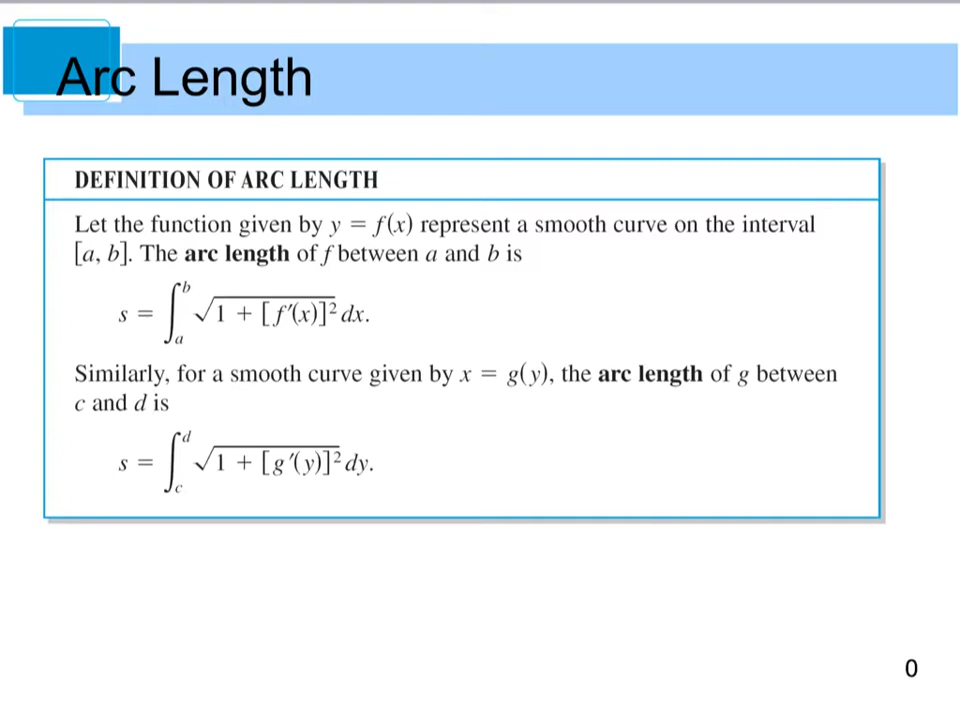 Arc Length
DEFINITION OF ARC LENGTH
Let the function given by y = f(x) represent a smooth curve on the interval
[a, b]. The arc length of f between a and b is
s = ∫_a^b √(1 + [f′(x)]²) dx.
Similarly, for a smooth curve given by x = g(y), the arc length of g between
c and d is
s = ∫_c^d √(1 + [g′(y)]²) dy.
0